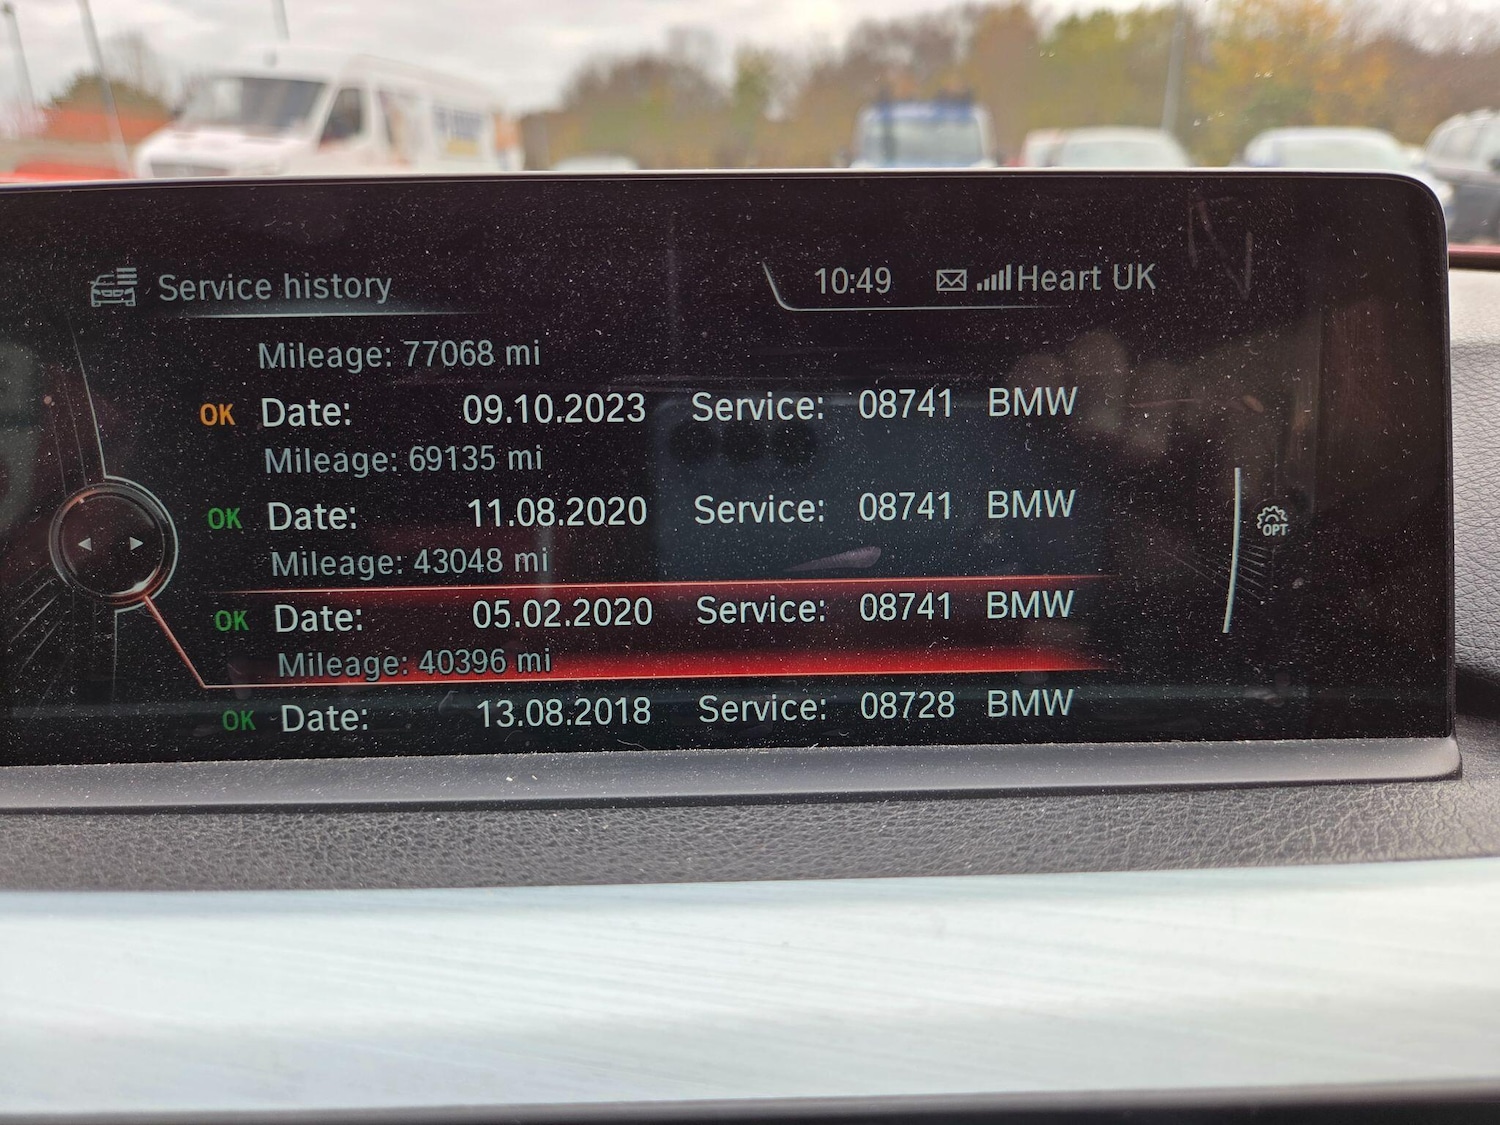 Service history 10:49 Heart UK
Mileage: 77068 mi
OK Date: 09.10.2023 Service: 08741 BMW
Mileage: 69135 mi
OK Date: 11.08.2020 Service: 08741 BMW
Mileage: 43048 mi
OK Date: 05.02.2020 Service: 08741 BMW
Mileage: 40396 mi
OK Date: 13.08.2018 Service: 08728 BMW
OPT